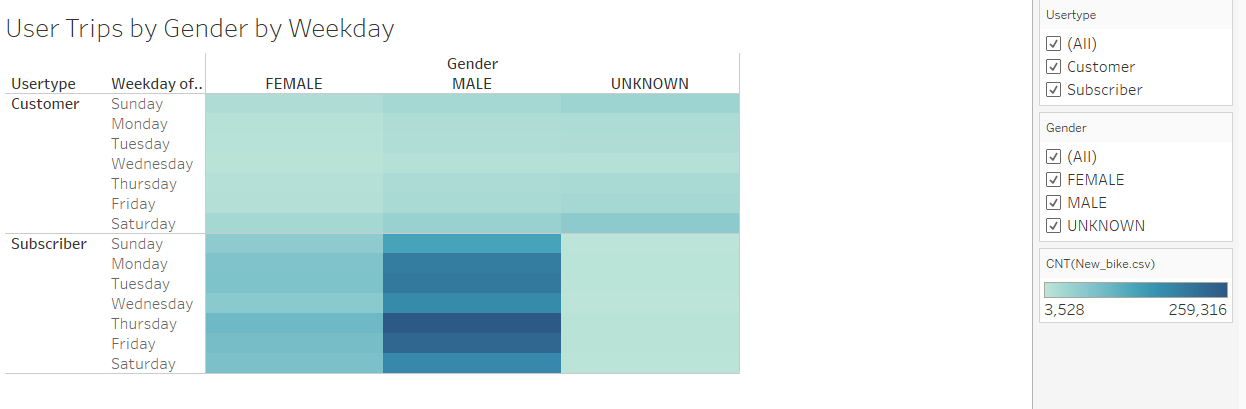 User Trips by Gender by Weekday
Gender
Usertype Weekday of.. FEMALE MALE UNKNOWN
Customer Sunday
Monday
Tuesday
Wednesday
Thursday
Friday
Saturday
Subscriber Sunday
Monday
Tuesday
Wednesday
Thursday
Friday
Saturday
Usertype
(All)
Customer
Subscriber
Gender
(All)
FEMALE
MALE
UNKNOWN
CNT(New_bike.csv)
3,528 259,316